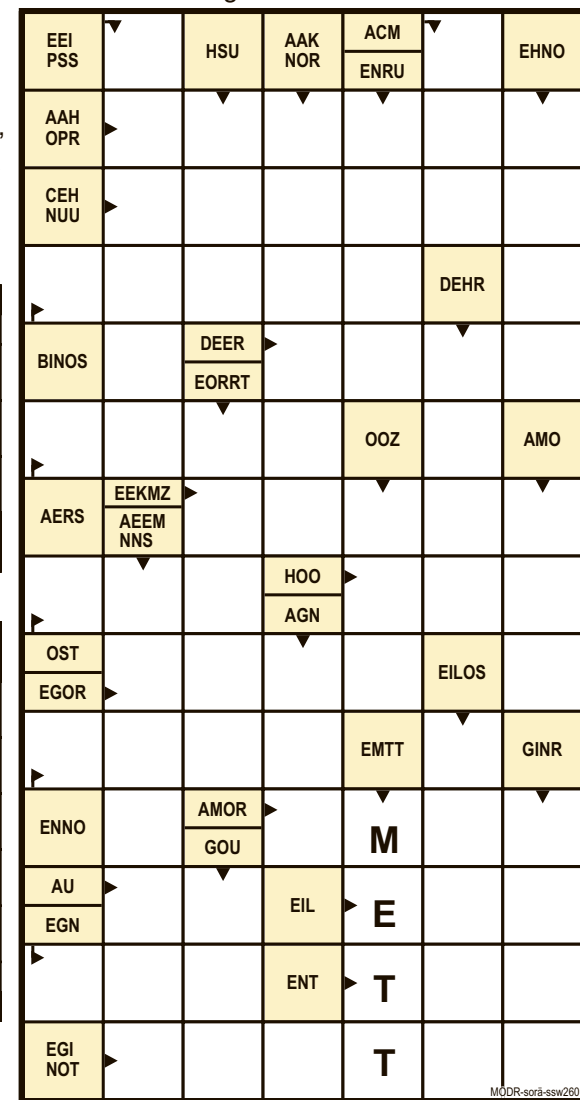 EEI
PSS
HSU
AAK
NOR
ACM
ENRU
EHNO
AAH
OPR
CEH
NUU
DEHR
BINOS
DEER
EORRT
OOZ
AMO
AERS
EEKMZ
AEEM
NNS
HOO
AGN
OST
EGOR
EILOS
EMTT
GINR
ENNO
AMOR
GOU
M
AU
EGN
EIL
E
ENT
T
EGI
NOT
T
MODR-sorä-ssw260